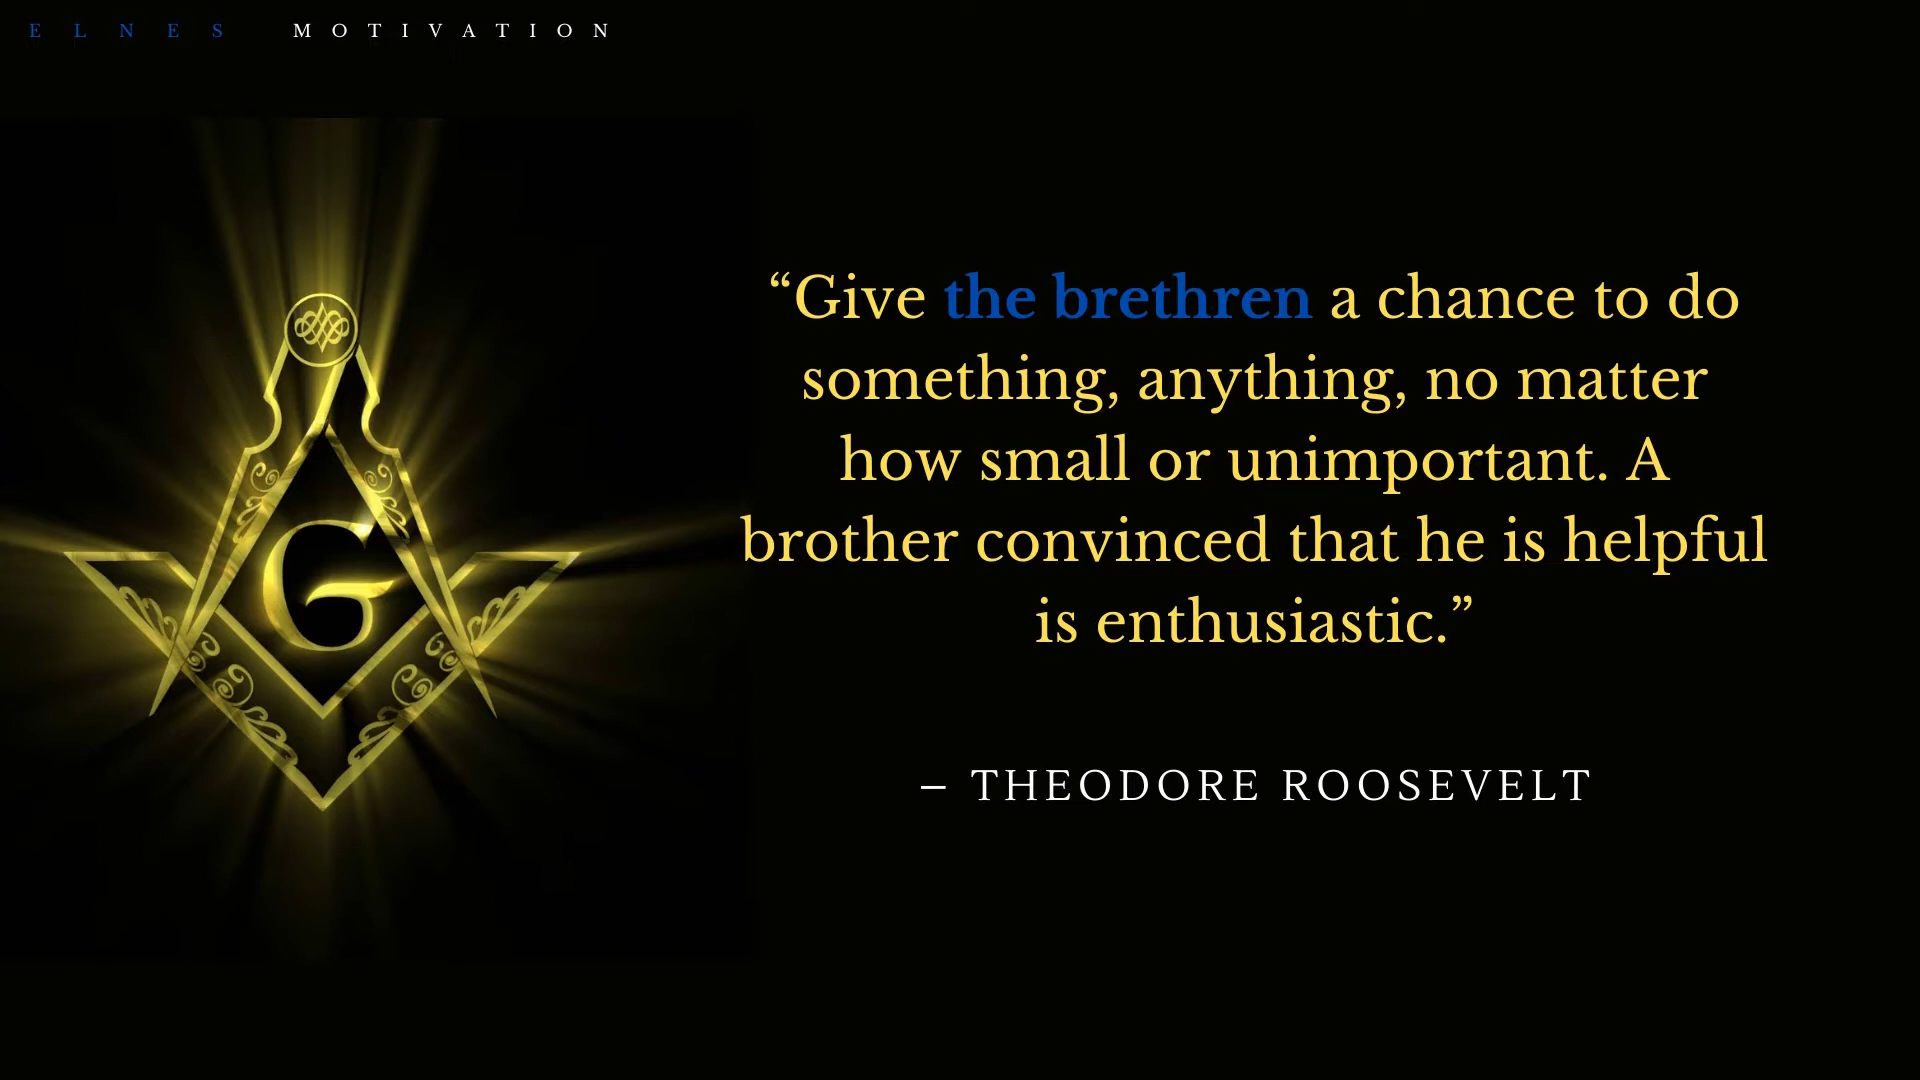 ELNES MOTIVATION
G
“Give the brethren a chance to do
something, anything, no matter
how small or unimportant. A
brother convinced that he is helpful
is enthusiastic.”
– THEODORE ROOSEVELT